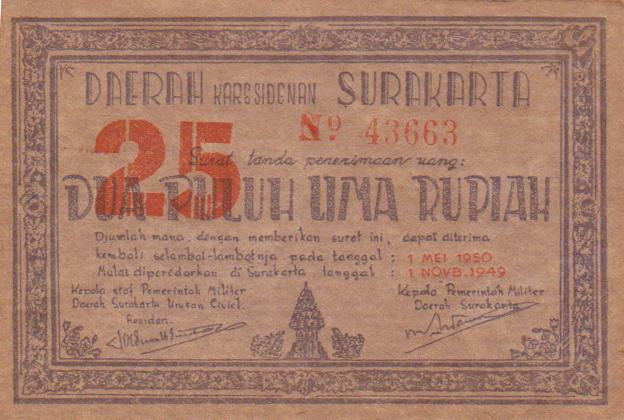 DAERAH KARESIDENAN SURAKARTA
25
No 43663
Surat tanda penerimaan uang:
DUA PULUH LIMA RUPIAH
Djumlah mana, dengan memberikan surat ini, dapat diterima
kembali selambat-lambatnja pada tanggal : 1 MEI 1950
Mulai diperedarkan di Surakarta tanggal : 1 NOVB. 1949
Kepala staf Pemerintah Militer
Daerah Surakarta Urusan Civiel.
Residen.
Kepala Pemerintah Militer
Daerah Surakarta